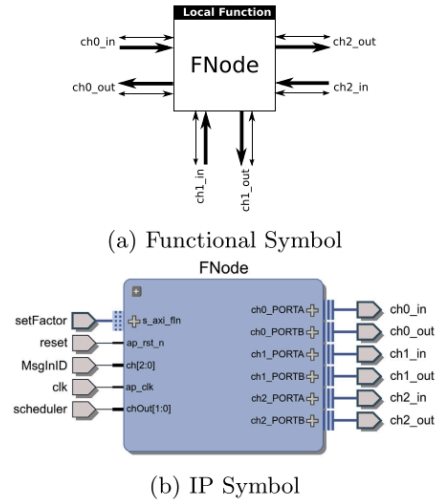 Local Function
ch0_in
ch2_out
FNode
ch0_out
ch2_in
ch1_in
ch1_out
(a) Functional Symbol
FNode
setFactor
s_axi_fIn
ch0_PORTA
ch0_in
reset
ap_rst_n
ch0_PORTB
ch0_out
MsgInID
ch[2:0]
ch1_PORTA
ch1_in
clk
ap_clk
ch1_PORTB
ch1_out
scheduler
chOut[1:0]
ch2_PORTA
ch2_in
ch2_PORTB
ch2_out
(b) IP Symbol